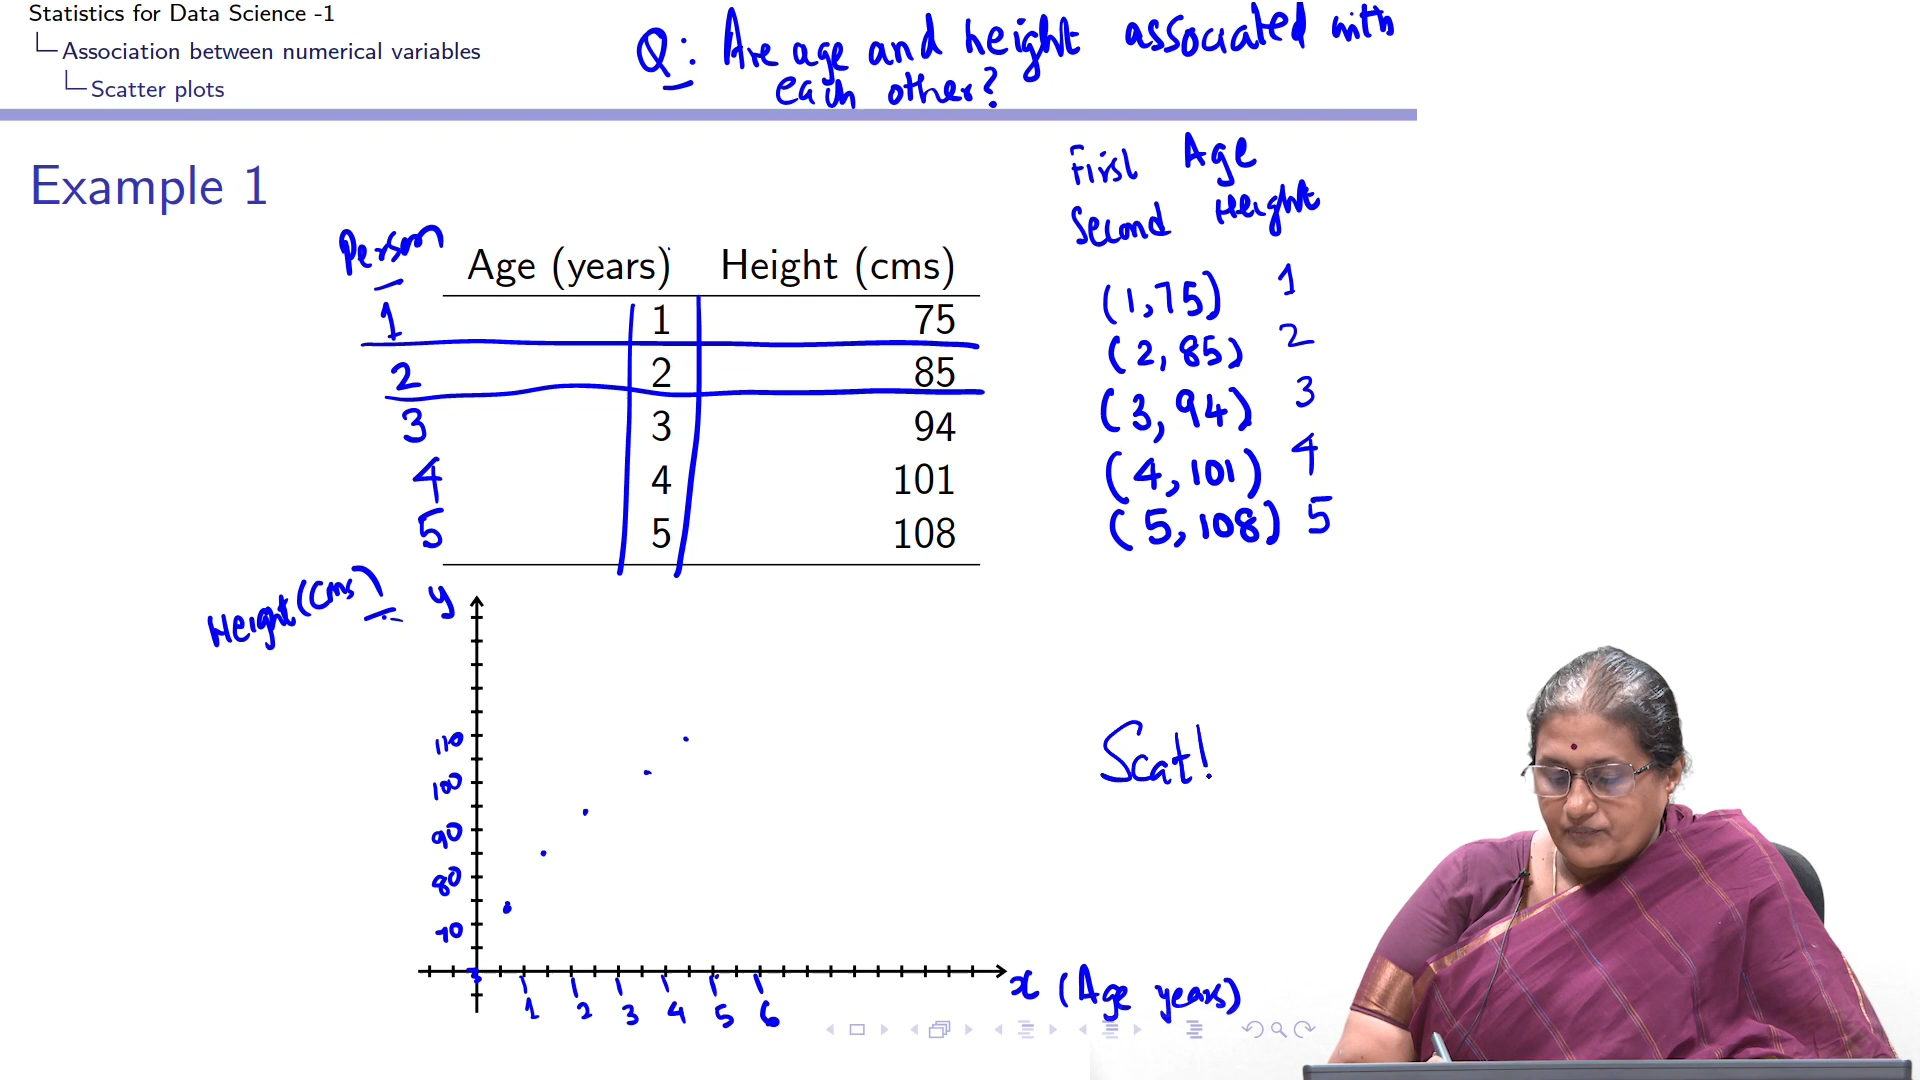 Statistics for Data Science -1
Association between numerical variables
Scatter plots
Q: Are age and height associated with
each other?
Example 1
First Age
Second Height
Person
Age (years) Height (cms)
1 1 75
2 2 85
3 3 94
4 4 101
5 5 108
(1,75) 1
(2,85) 2
(3,94) 3
(4,101) 4
(5,108) 5
Height (cms) y
110
100
90
80
70
Scat!
1 2 3 4 5 6
x (Age years)